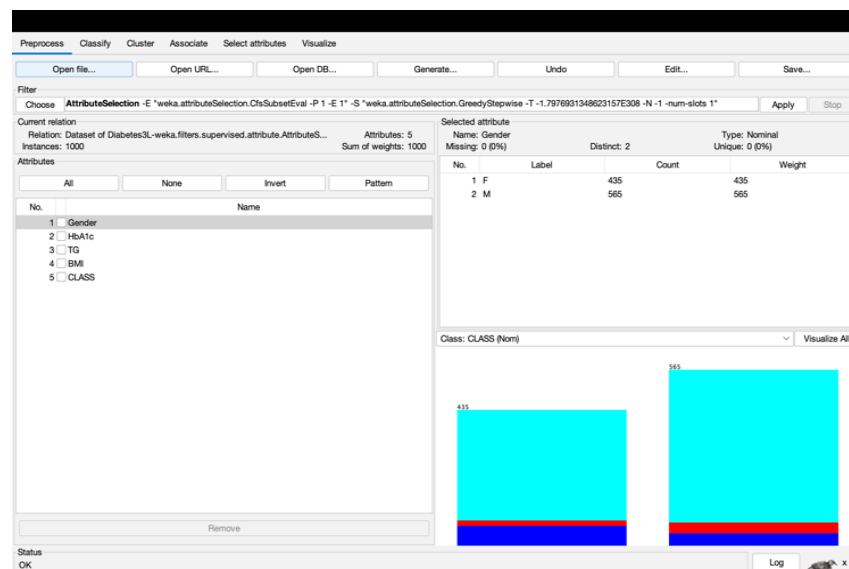 Preprocess Classify Cluster Associate Select attributes Visualize
Open file... Open URL... Open DB... Generate... Undo Edit... Save...
Filter
Choose AttributeSelection -E "weka.attributeSelection.CfsSubsetEval -P 1 -E 1" -S "weka.attributeSelection.GreedyStepwise -T -1.7976931348623157E308 -N -1 -num-slots 1" Apply Stop
Current relation
Relation: Dataset of Diabetes3L-weka.filters.supervised.attribute.AttributeS... Attributes: 5
Instances: 1000 Sum of weights: 1000
Attributes
All None Invert Pattern
No. Name
1 Gender
2 HbA1c
3 TG
4 BMI
5 CLASS
Remove
Selected attribute
Name: Gender Type: Nominal
Missing: 0 (0%) Distinct: 2 Unique: 0 (0%)
No. Label Count Weight
1 F 435 435
2 M 565 565
Class: CLASS (Nom) Visualize All
435
565
Status
OK
Log
x